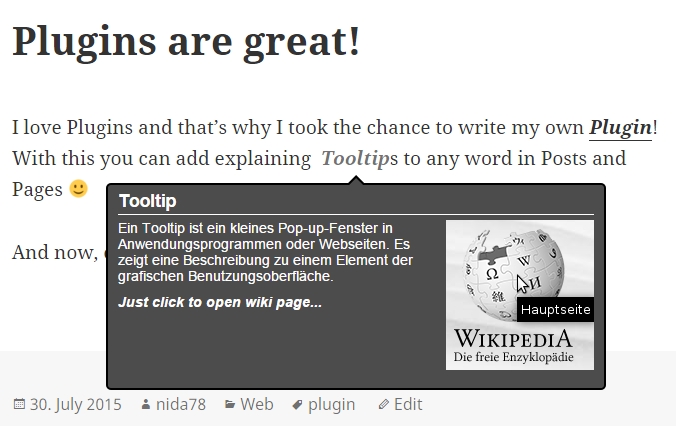 Plugins are great!
I love Plugins and that’s why I took the chance to write my own Plugin!
With this you can add explaining Tooltips to any word in Posts and
Pages 🙂
And now,
Tooltip
Ein Tooltip ist ein kleines Pop-up-Fenster in
Anwendungsprogrammen oder Webseiten. Es
zeigt eine Beschreibung zu einem Element der
grafischen Benutzungsoberfläche.
Just click to open wiki page...
Ω
W
維
И
Hauptseite
WIKIPEDIA
Die freie Enzyklopädie
30. July 2015 nida78 Web plugin Edit